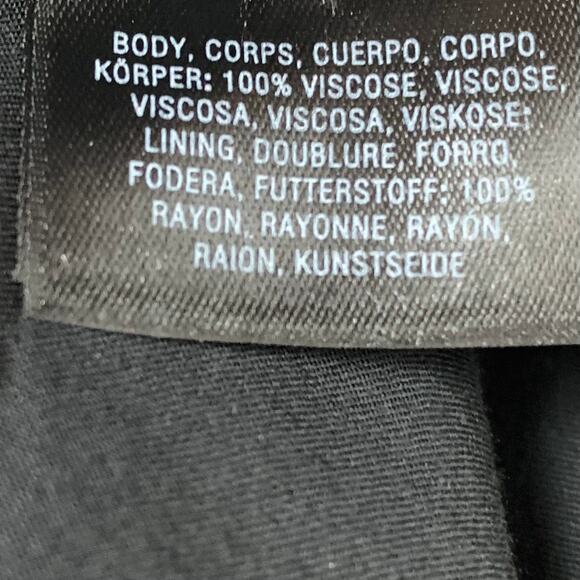 BODY, CORPS, CUERPO, CORPO,
KÖRPER: 100% VISCOSE, VISCOSE,
VISCOSA, VISCOSA, VISKOSE;
LINING, DOUBLURE, FORRO,
FODERA, FUTTERSTOFF: 100%
RAYON, RAYONNE, RAYÓN,
RAION, KUNSTSEIDE